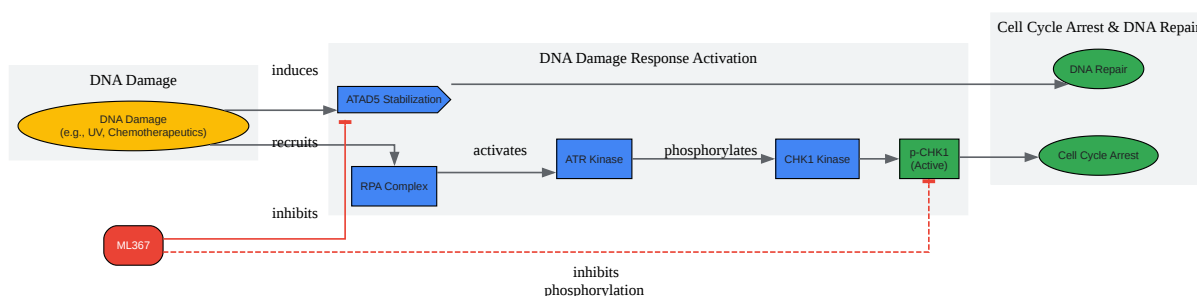 Cell Cycle Arrest & DNA Repair
DNA Damage Response Activation
DNA Damage
induces
DNA Repair
ATAD5 Stabilization
DNA Damage
(e.g., UV, Chemotherapeutics)
recruits
activates
phosphorylates
ATR Kinase
CHK1 Kinase
p-CHK1
(Active)
Cell Cycle Arrest
RPA Complex
inhibits
ML367
inhibits
phosphorylation